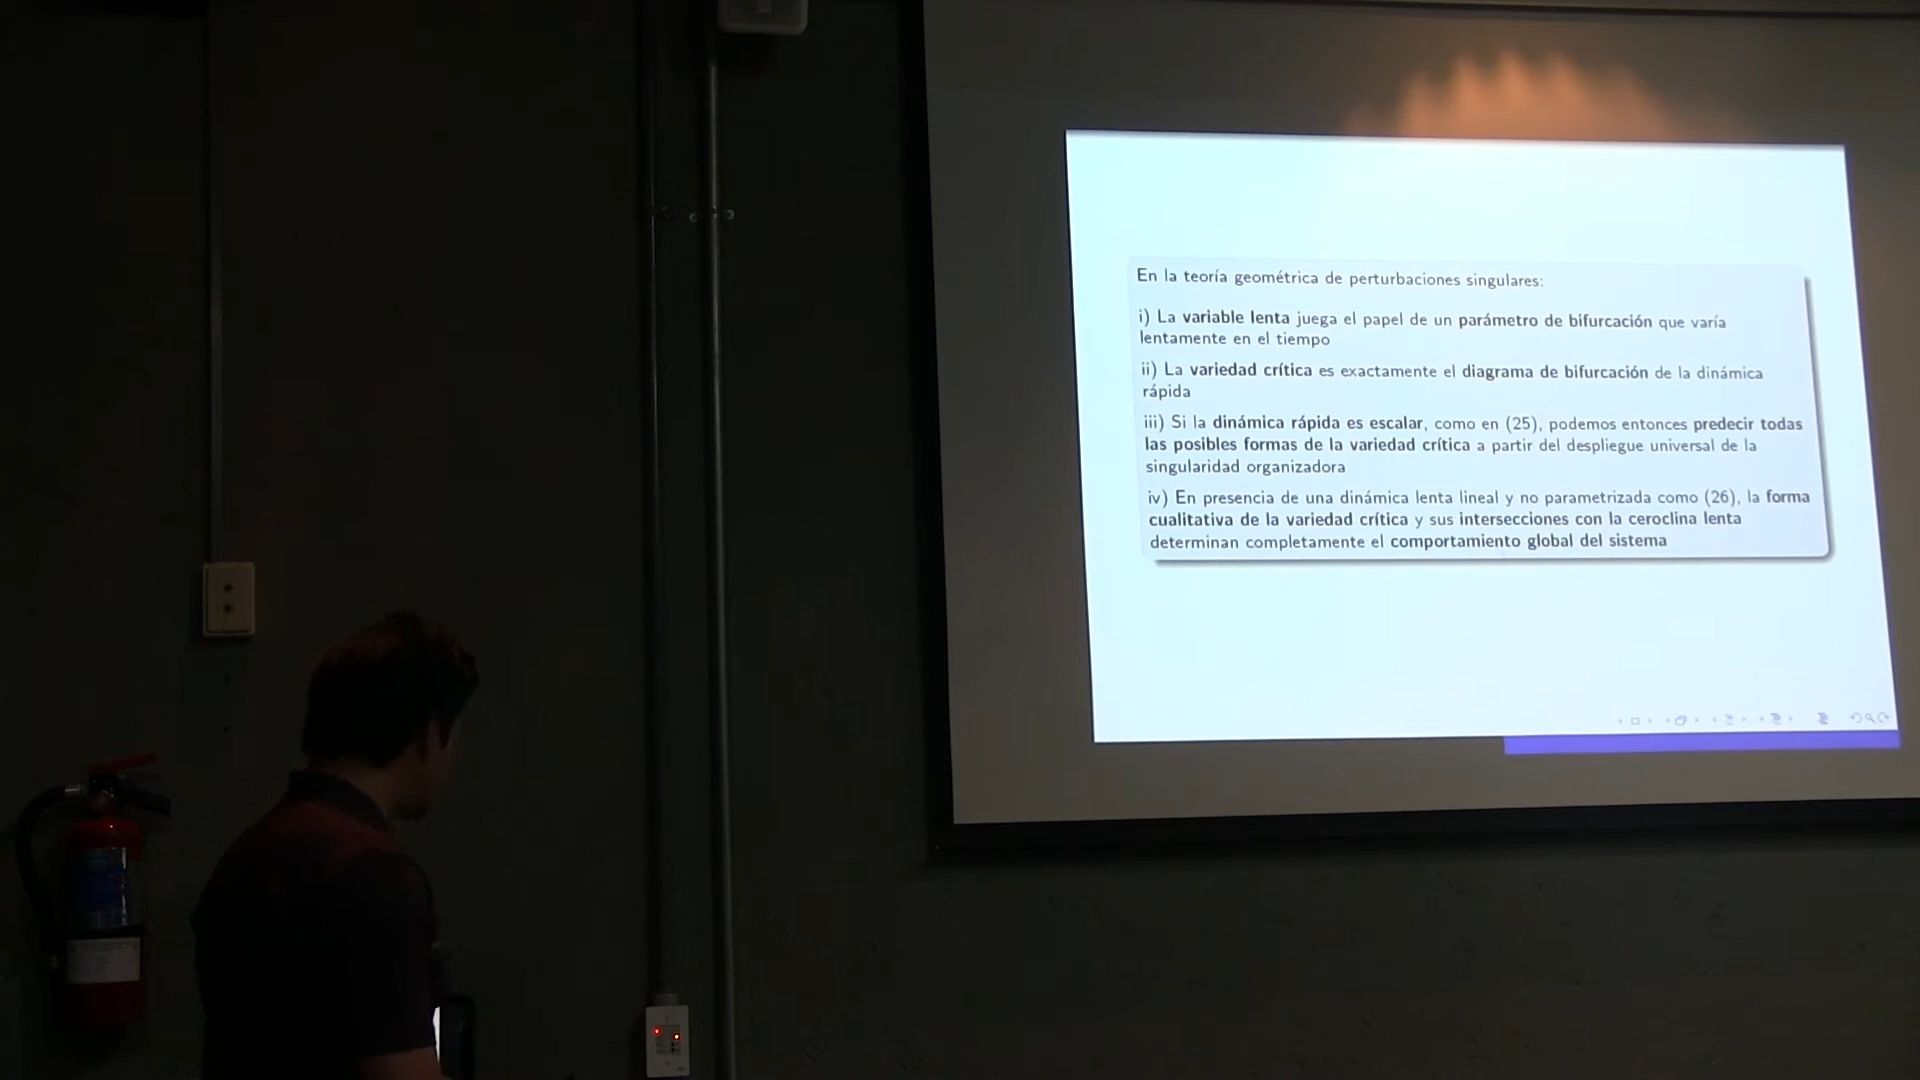 En la teoría geométrica de perturbaciones singulares:
i) La variable lenta juega el papel de un parámetro de bifurcación que varía
lentamente en el tiempo
ii) La variedad crítica es exactamente el diagrama de bifurcación de la dinámica
rápida
iii) Si la dinámica rápida es escalar, como en (25), podemos entonces predecir todas
las posibles formas de la variedad crítica a partir del despliegue universal de la
singularidad organizadora
iv) En presencia de una dinámica lenta lineal y no parametrizada como (26), la forma
cualitativa de la variedad crítica y sus intersecciones con la ceroclina lenta
determinan completamente el comportamiento global del sistema